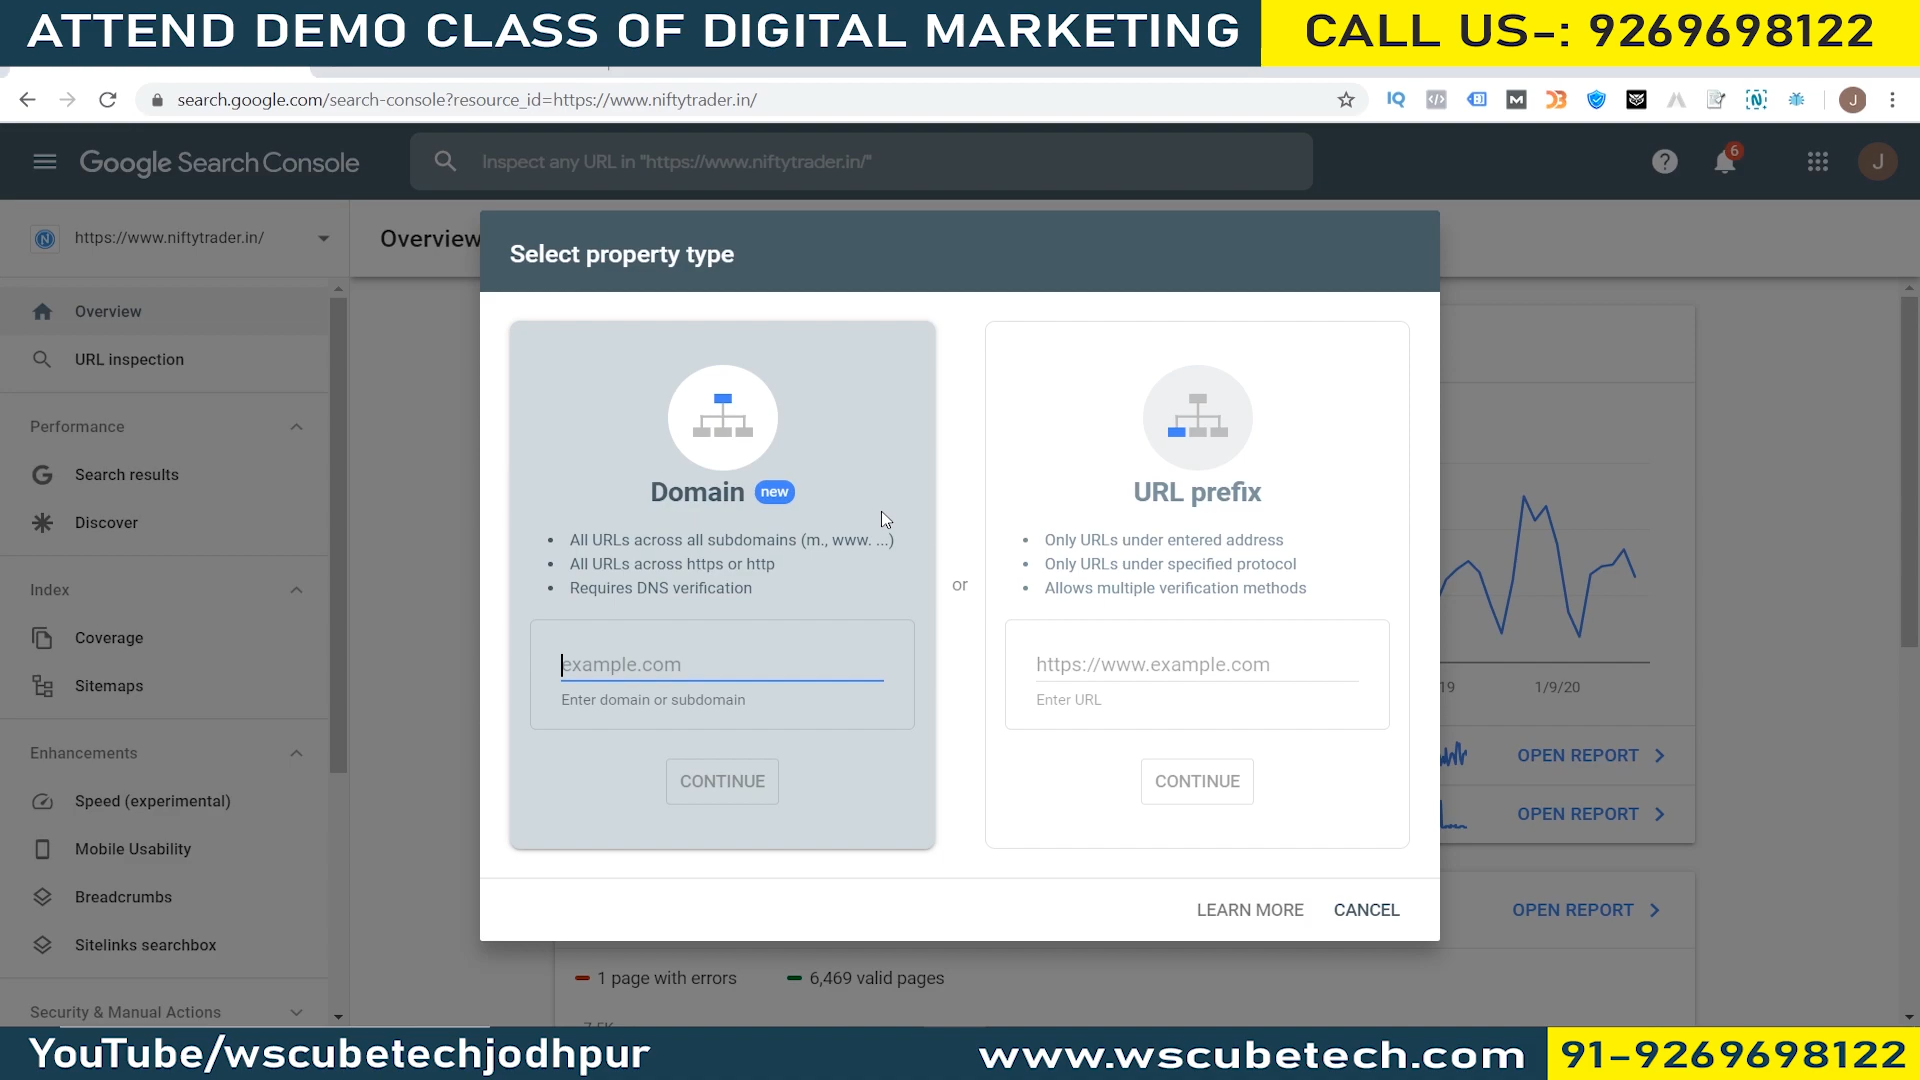 ATTEND DEMO CLASS OF DIGITAL MARKETING
CALL US-: 9269698122
search.google.com/search-console?resource_id=https://www.niftytrader.in/
IQ
M
J
Google Search Console
Inspect any URL in "https://www.niftytrader.in/"
6
J
https://www.niftytrader.in/
Overview
Overview
URL inspection
Performance
Search results
Discover
Index
Coverage
Sitemaps
Enhancements
Speed (experimental)
Mobile Usability
Breadcrumbs
Sitelinks searchbox
Security & Manual Actions
Select property type
Domain new
• All URLs across all subdomains (m., www. ...)
• All URLs across https or http
• Requires DNS verification
example.com
Enter domain or subdomain
CONTINUE
or
URL prefix
• Only URLs under entered address
• Only URLs under specified protocol
• Allows multiple verification methods
https://www.example.com
Enter URL
CONTINUE
LEARN MORE
CANCEL
19
1/9/20
OPEN REPORT
OPEN REPORT
OPEN REPORT
1 page with errors
6,469 valid pages
YouTube/wscubetechjodhpur
www.wscubetech.com
91-9269698122